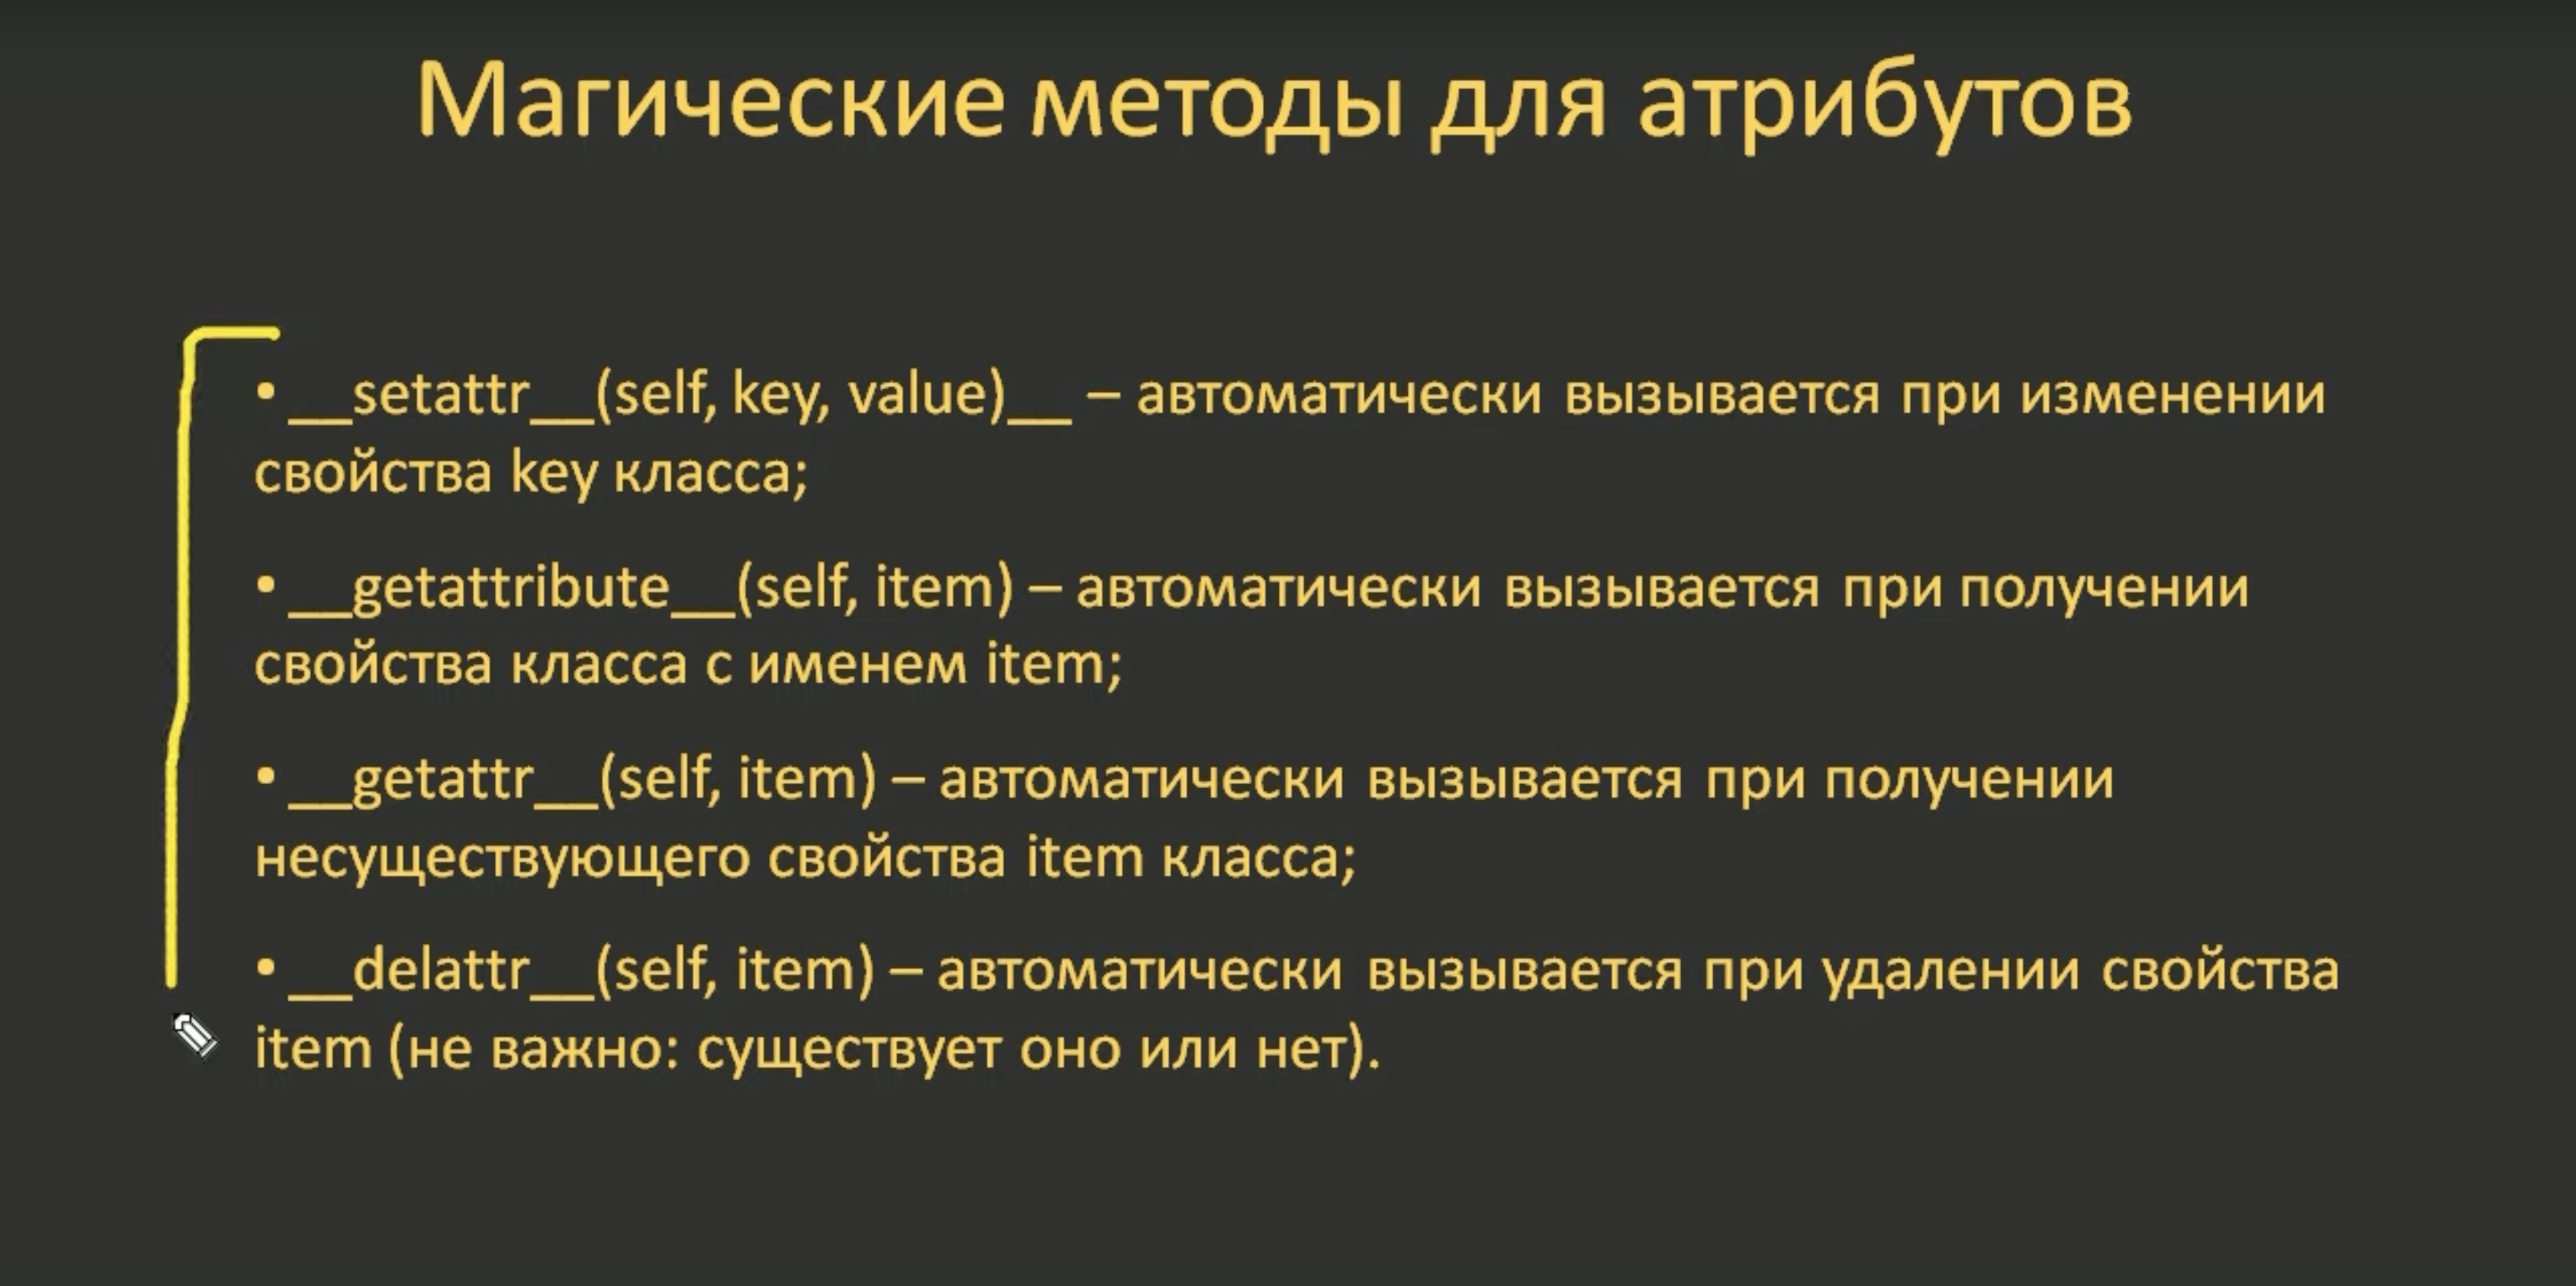 Магические методы для атрибутов
• __setattr__(self, key, value)__ – автоматически вызывается при изменении
свойства key класса;
• __getattribute__(self, item) – автоматически вызывается при получении
свойства класса с именем item;
• __getattr__(self, item) – автоматически вызывается при получении
несуществующего свойства item класса;
• __delattr__(self, item) – автоматически вызывается при удалении свойства
item (не важно: существует оно или нет).